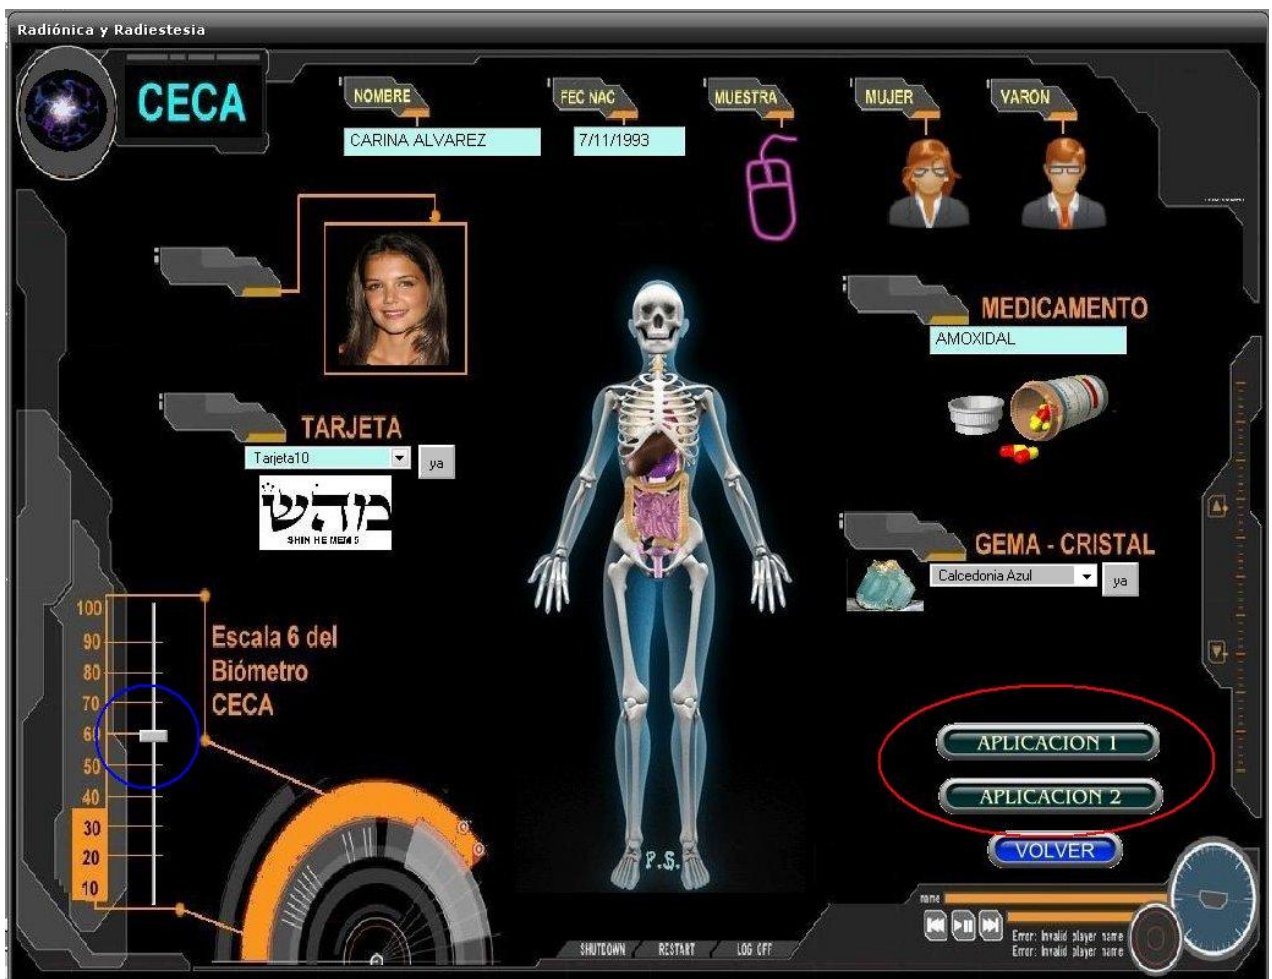 Radiónica y Radiestesia
CECA
NOMBRE
FEC NAC
MUESTRA
MUJER
VARON
CARINA ALVAREZ
7/11/1993
MEDICAMENTO
AMOXIDAL
TARJETA
Tarjeta10
ya
מהש
SHIN HE MEM 5
GEMA - CRISTAL
Calcedonia Azul
ya
100
90
80
70
60
50
40
30
20
10
Escala 6 del
Biómetro
CECA
APLICACION 1
APLICACION 2
VOLVER
P.S.
name
SHUTDOWN
RESTART
LOG OFF
Error: Invalid player name
Error: Invalid player name